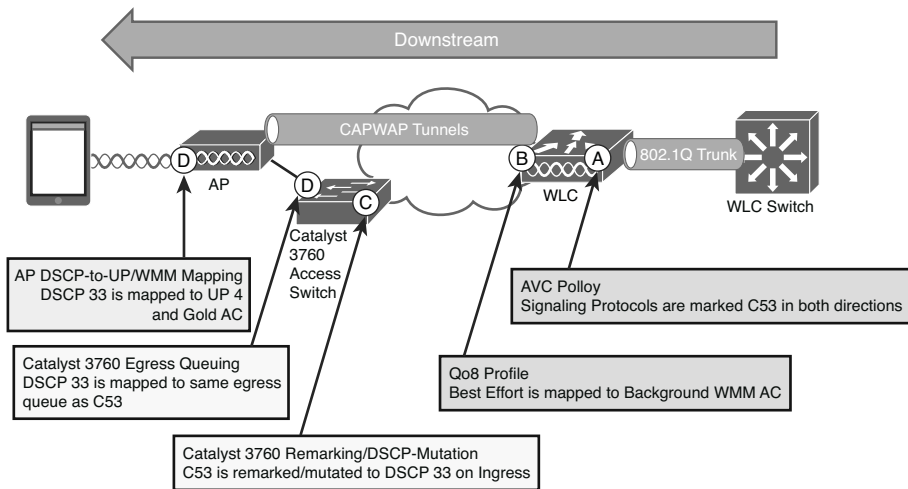 Downstream
CAPWAP Tunnels
802.1Q Trunk
D
AP
D
C
B
A
WLC
WLC Switch
Catalyst
3760
Access
Switch
AP DSCP-to-UP/WMM Mapping
DSCP 33 is mapped to UP 4
and Gold AC
AVC Polloy
Signaling Protocols are marked C53 in both directions
Catalyst 3760 Egress Queuing
DSCP 33 is mapped to same egress
queue as C53
Qo8 Profile
Best Effort is mapped to Background WMM AC
Catalyst 3760 Remarking/DSCP-Mutation
C53 is remarked/mutated to DSCP 33 on Ingress